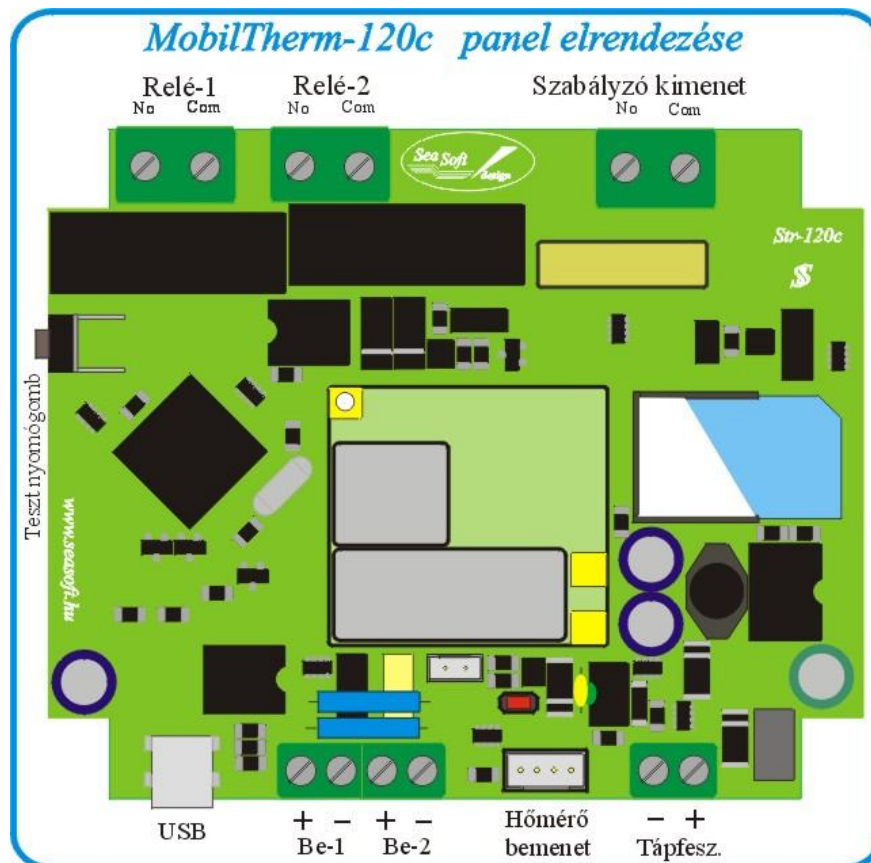 MobilTherm-120c panel elrendezése
Relé-1 Relé-2 Szabályzó kimenet
No Com No Com No Com
Sea Soft
design
Str-120c
Teszt nyomógomb
www.seasoft.hu
+ − + − − +
USB Be-1 Be-2 Hőmérő
bemenet Tápfesz.